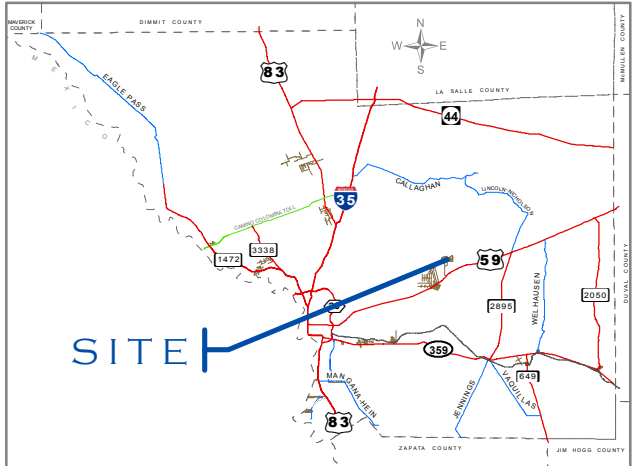 MAVERICK
COUNTY
DIMMIT COUNTY
N
W E
S
McMULLEN COUNTY
EAGLE PASS
MEXICO
83
LA SALLE COUNTY
44
CALLAGHAN
LINCOLN-NICHOLSON
35
CAMINO COLOMBIA TOLL
3338
1472
59
WELHAUSEN
2050
DUVAL COUNTY
2895
SITE
359
649
MANGANA-HEIN
JENNINGS
VAQUILLAS
83
ZAPATA COUNTY
JIM HOGG COUNTY